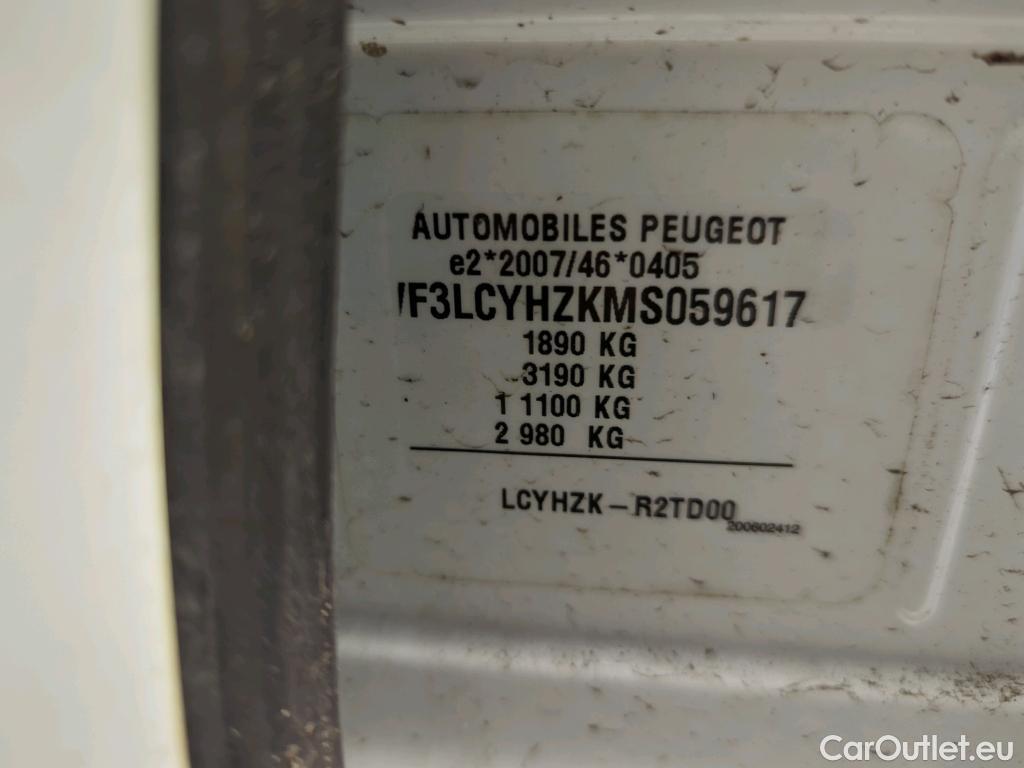 AUTOMOBILES PEUGEOT
e2*2007/46*0405
VF3LCYHZKMS059617
1890 KG
3190 KG
1 1100 KG
2 980 KG
LCYHZK-R2TD00
200602412
CarOutlet.eu